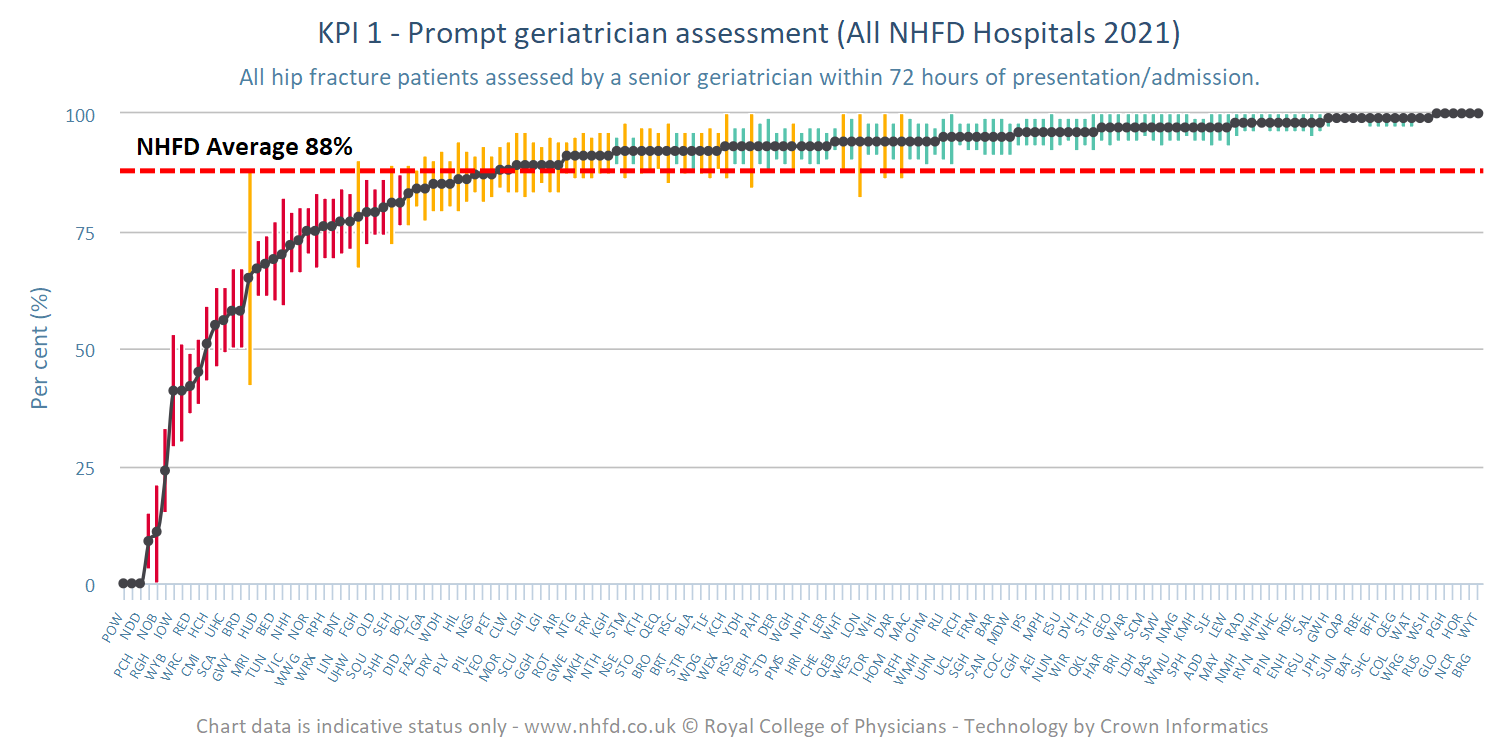 KPI 1 - Prompt geriatrician assessment (All NHFD Hospitals 2021)
All hip fracture patients assessed by a senior geriatrician within 72 hours of presentation/admission.
100
NHFD Average 88%
75
Per cent (%)
50
25
0
POW NDD NOB IOW RED HCH UHC BRD HUD BED NHH NOR RPH BNT FGH OLD SEH BOL TGA WDH HIL NGS PET CLW LGH LGI AIR NTG FRY KGH STM KTH QEQ RSC BLA TLF KCH YDH PAH DER WGH NPH LER WHT LON WHI DAR MAC OHM RLI RCH FRM BAR MDW IPS MPH ESU DVH STH GEO WAR SCM SMV NMG KMH SLF LEW RAD WHH WHC RDE SAL GWH QAP RBE BFH QEG WAT WSH PGH HOR WYT
PCH RGH WYB WRC CMI SCA GWY MRI TUN VIC WWG WRX LUN UHW SOU SHH DID FAZ DRY PLY PIL YEO MOR SCU GGH ROT GWE MKH NTH NSE STO BRO BRT STR WDG WEX RSS EBH STD PMS HRI CHE QEB WES TOR HOM RFH WMH UHN UCL SGH SAN COC CGH AEI NUN WIR QKL HAR BRI LDH BAS WMU SPH ADD MAY NMH RVN PIN ENH RSU JPH SUN BAT SHC COL WRG RUS GLO NCR BRG
Chart data is indicative status only - www.nhfd.co.uk © Royal College of Physicians - Technology by Crown Informatics